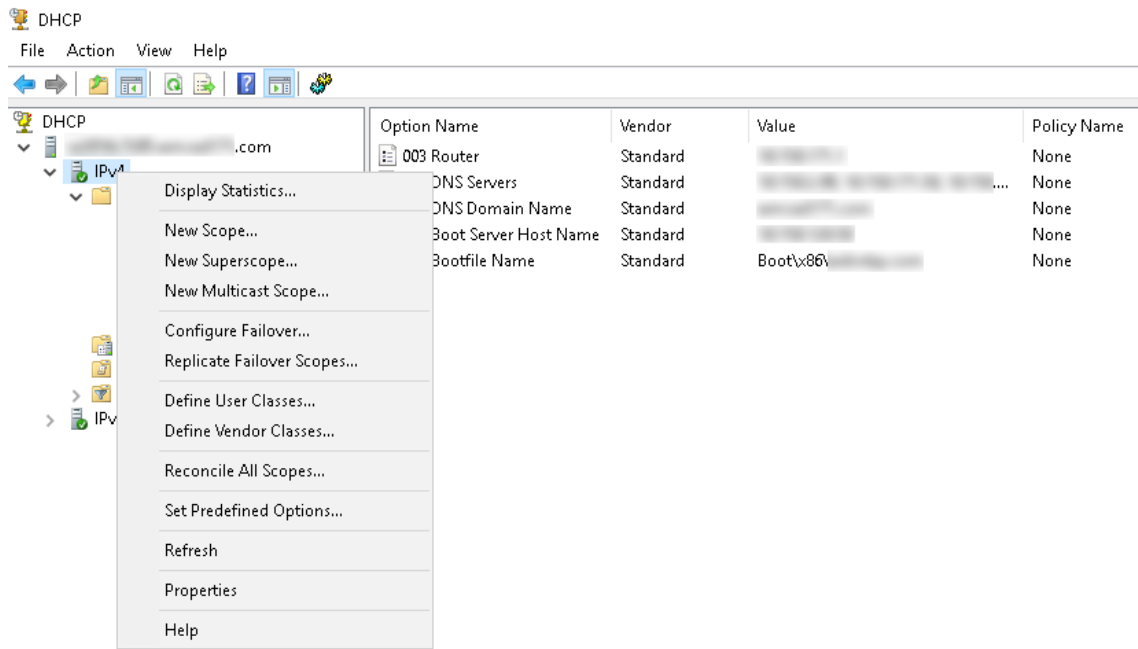 DHCP
File Action View Help
DHCP
.com
IPv4
IPv
Display Statistics...
New Scope...
New Superscope...
New Multicast Scope...
Configure Failover...
Replicate Failover Scopes...
Define User Classes...
Define Vendor Classes...
Reconcile All Scopes...
Set Predefined Options...
Refresh
Properties
Help
Option Name Vendor Value Policy Name
003 Router Standard None
DNS Servers Standard .... None
DNS Domain Name Standard None
Boot Server Host Name Standard None
Bootfile Name Standard Boot\x86\ None